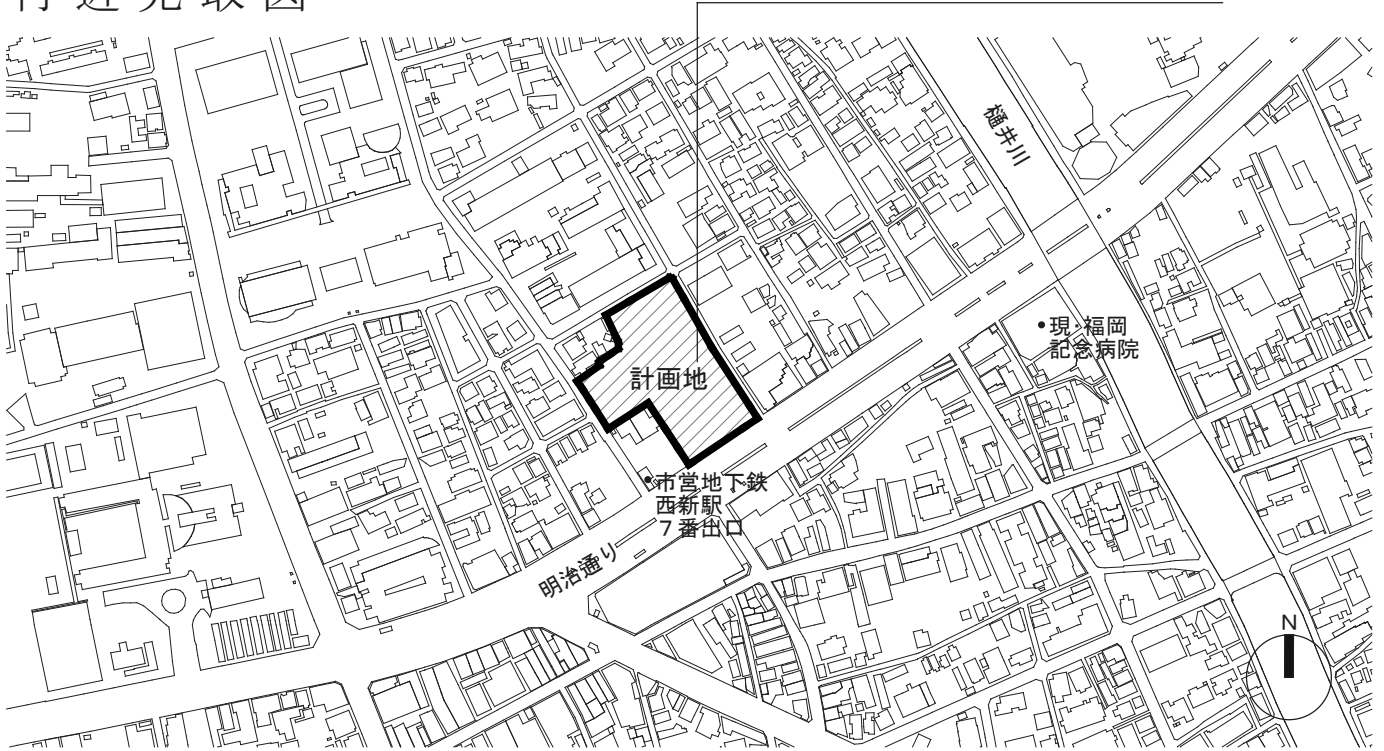 付近見取図
樋井川
現・福岡
記念病院
計画地
市営地下鉄
西新駅
7番出口
明治通り
N